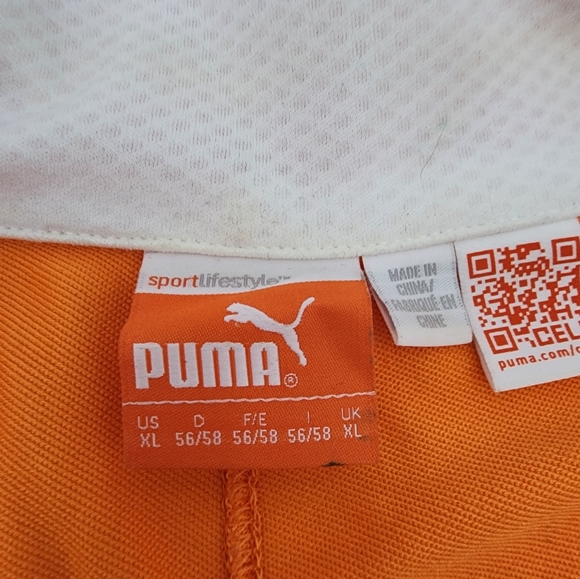 sportlifestyle™
PUMA®
US D F/E I UK
XL 56/58 56/58 56/58 XL
MADE IN
CHINA/
FABRIQUÉ EN
CHINE
CEL
puma.com/c